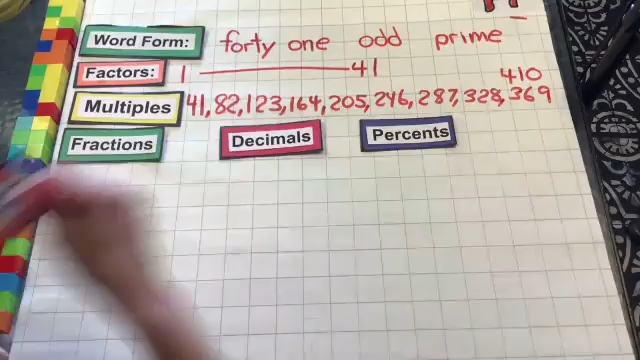 Word Form: forty one odd prime
Factors: 1 41
410
Multiples 41, 82, 123, 164, 205, 246, 287, 328, 369
Fractions Decimals Percents